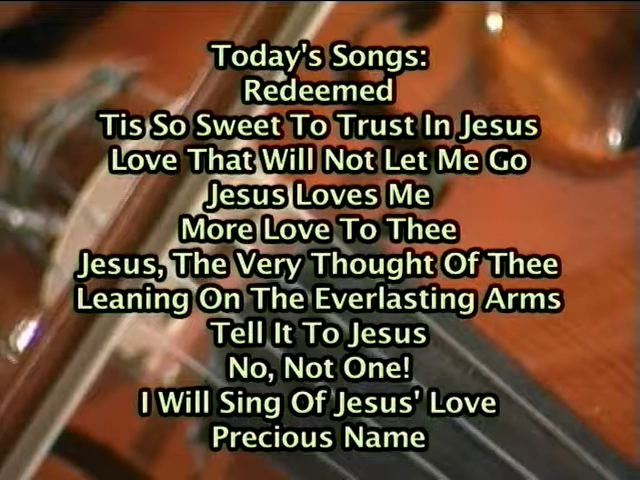 Today's Songs:
Redeemed
Tis So Sweet To Trust In Jesus
Love That Will Not Let Me Go
Jesus Loves Me
More Love To Thee
Jesus, The Very Thought Of Thee
Leaning On The Everlasting Arms
Tell It To Jesus
No, Not One!
I Will Sing Of Jesus' Love
Precious Name